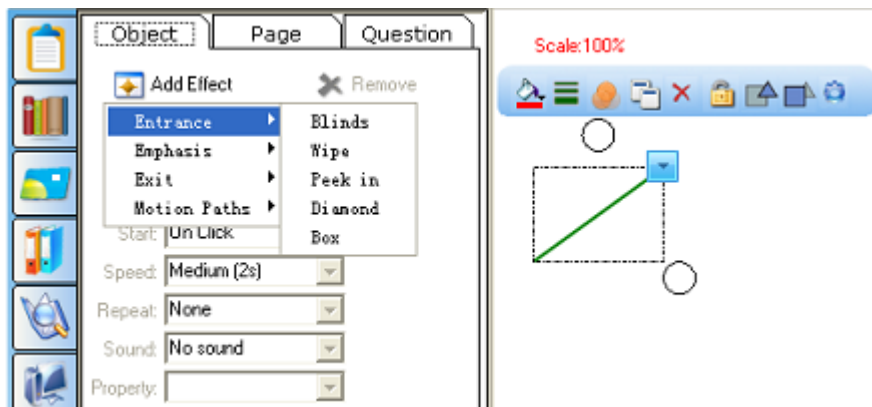 Object Page Question
Scale:100%
Add Effect Remove
Entrance Blinds
Emphasis Wipe
Exit Peek in
Motion Paths Diamond
Start: On Click Box
Speed: Medium (2s)
Repeat: None
Sound: No sound
Property: